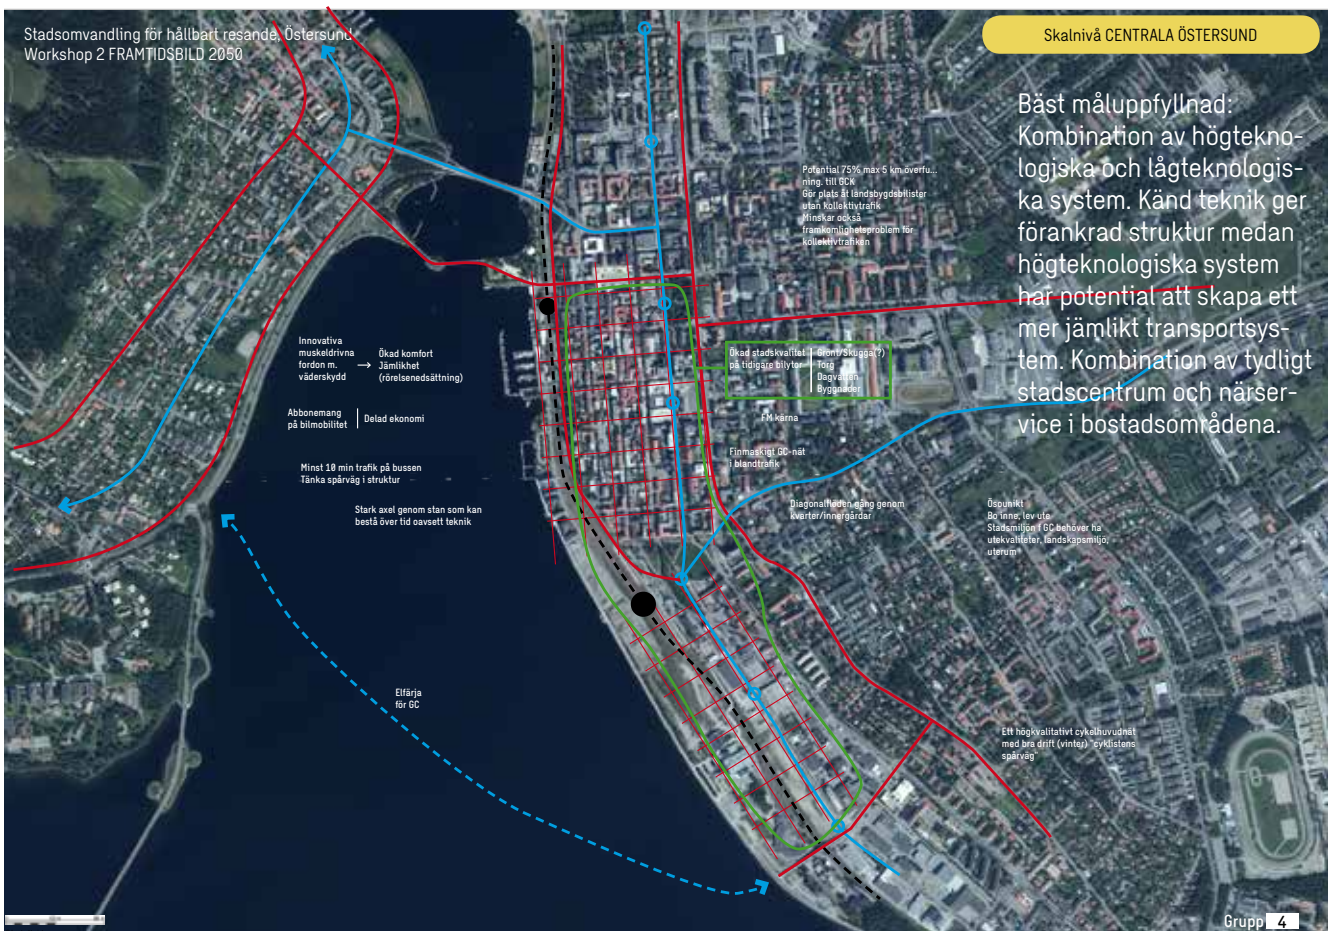 Stadsomvandling för hållbart resande, Östersund
Workshop 2 FRAMTIDSBILD 2050
Skalnivå CENTRALA ÖSTERSUND
Bäst måluppfyllnad:
Kombination av högtekno-
logiska och lågteknologis-
ka system. Känd teknik ger
förankrad struktur medan
högteknologiska system
har potential att skapa ett
mer jämlikt transportsys-
tem. Kombination av tydligt
stadscentrum och närser-
vice i bostadsområdena.
Potential 75% max 5 km överfu...
ning. till GCK
Gör plats åt landsbygdsbilister
utan kollektivtrafik
Minskar också
framkomlighetsproblem för
kollektivtrafiken
Innovativa
muskeldrivna
fordon m.
väderskydd
→
Ökad komfort
Jämlikhet
(rörelsenedsättning)
Abbonemang
på bilmobilitet
Delad ekonomi
Minst 10 min trafik på bussen
Tänka spårväg i struktur
Stark axel genom stan som kan
bestå över tid oavsett teknik
Ökad stadskvalitet
på tidigare bilytor
Grönt/Skugga(?)
Torg
Dagvatten
Byggnader
FM kärna
Finmaskigt GC-nät
i blandtrafik
Diagonalfleden gång genom
kvarter/innergårdar
Ösounikt
Bo inne, lev ute
Stadsmiljön f GC behöver ha
utekvaliteter, landskapsmiljö,
uterum
Elfärja
för GC
Ett högkvalitativt cykelhuvudnät
med bra drift (vinter) "cyklistens
spårväg"
Grupp 4